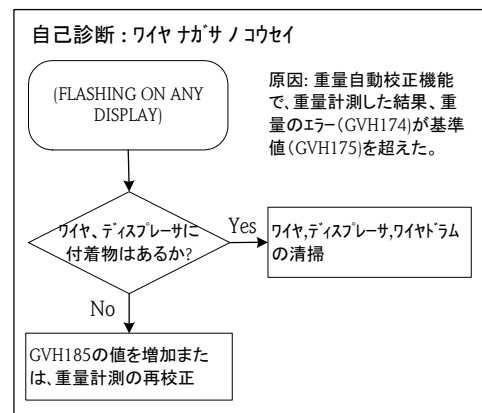 自己診断 : ﾜｲﾔ ﾅｶﾞｻ ﾉ ｺｳｾｲ
(FLASHING ON ANY
DISPLAY)
原因: 重量自動校正機能
で、重量計測した結果、重
量のｴﾗｰ(GVH174)が基準
値(GVH175)を超えた。
ﾜｲﾔ、ﾃﾞｨｽﾌﾟﾚｰｻに
付着物はあるか?
Yes
ﾜｲﾔ,ﾃﾞｨｽﾌﾟﾚｰｻ,ﾜｲﾔﾄﾞﾗﾑ
の清掃
No
GVH185の値を増加また
は、重量計測の再校正